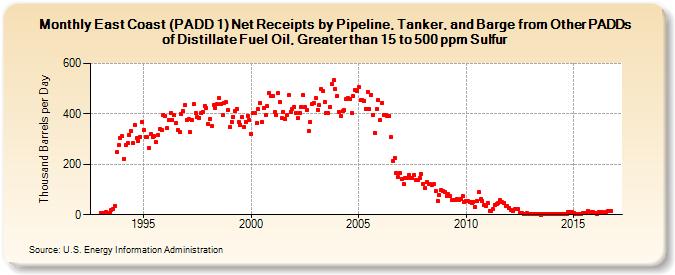 Monthly East Coast (PADD 1) Net Receipts by Pipeline, Tanker, and Barge from Other PADDs
of Distillate Fuel Oil, Greater than 15 to 500 ppm Sulfur
Thousand Barrels per Day
600
400
200
0
1995
2000
2005
2010
2015
Source: U.S. Energy Information Administration